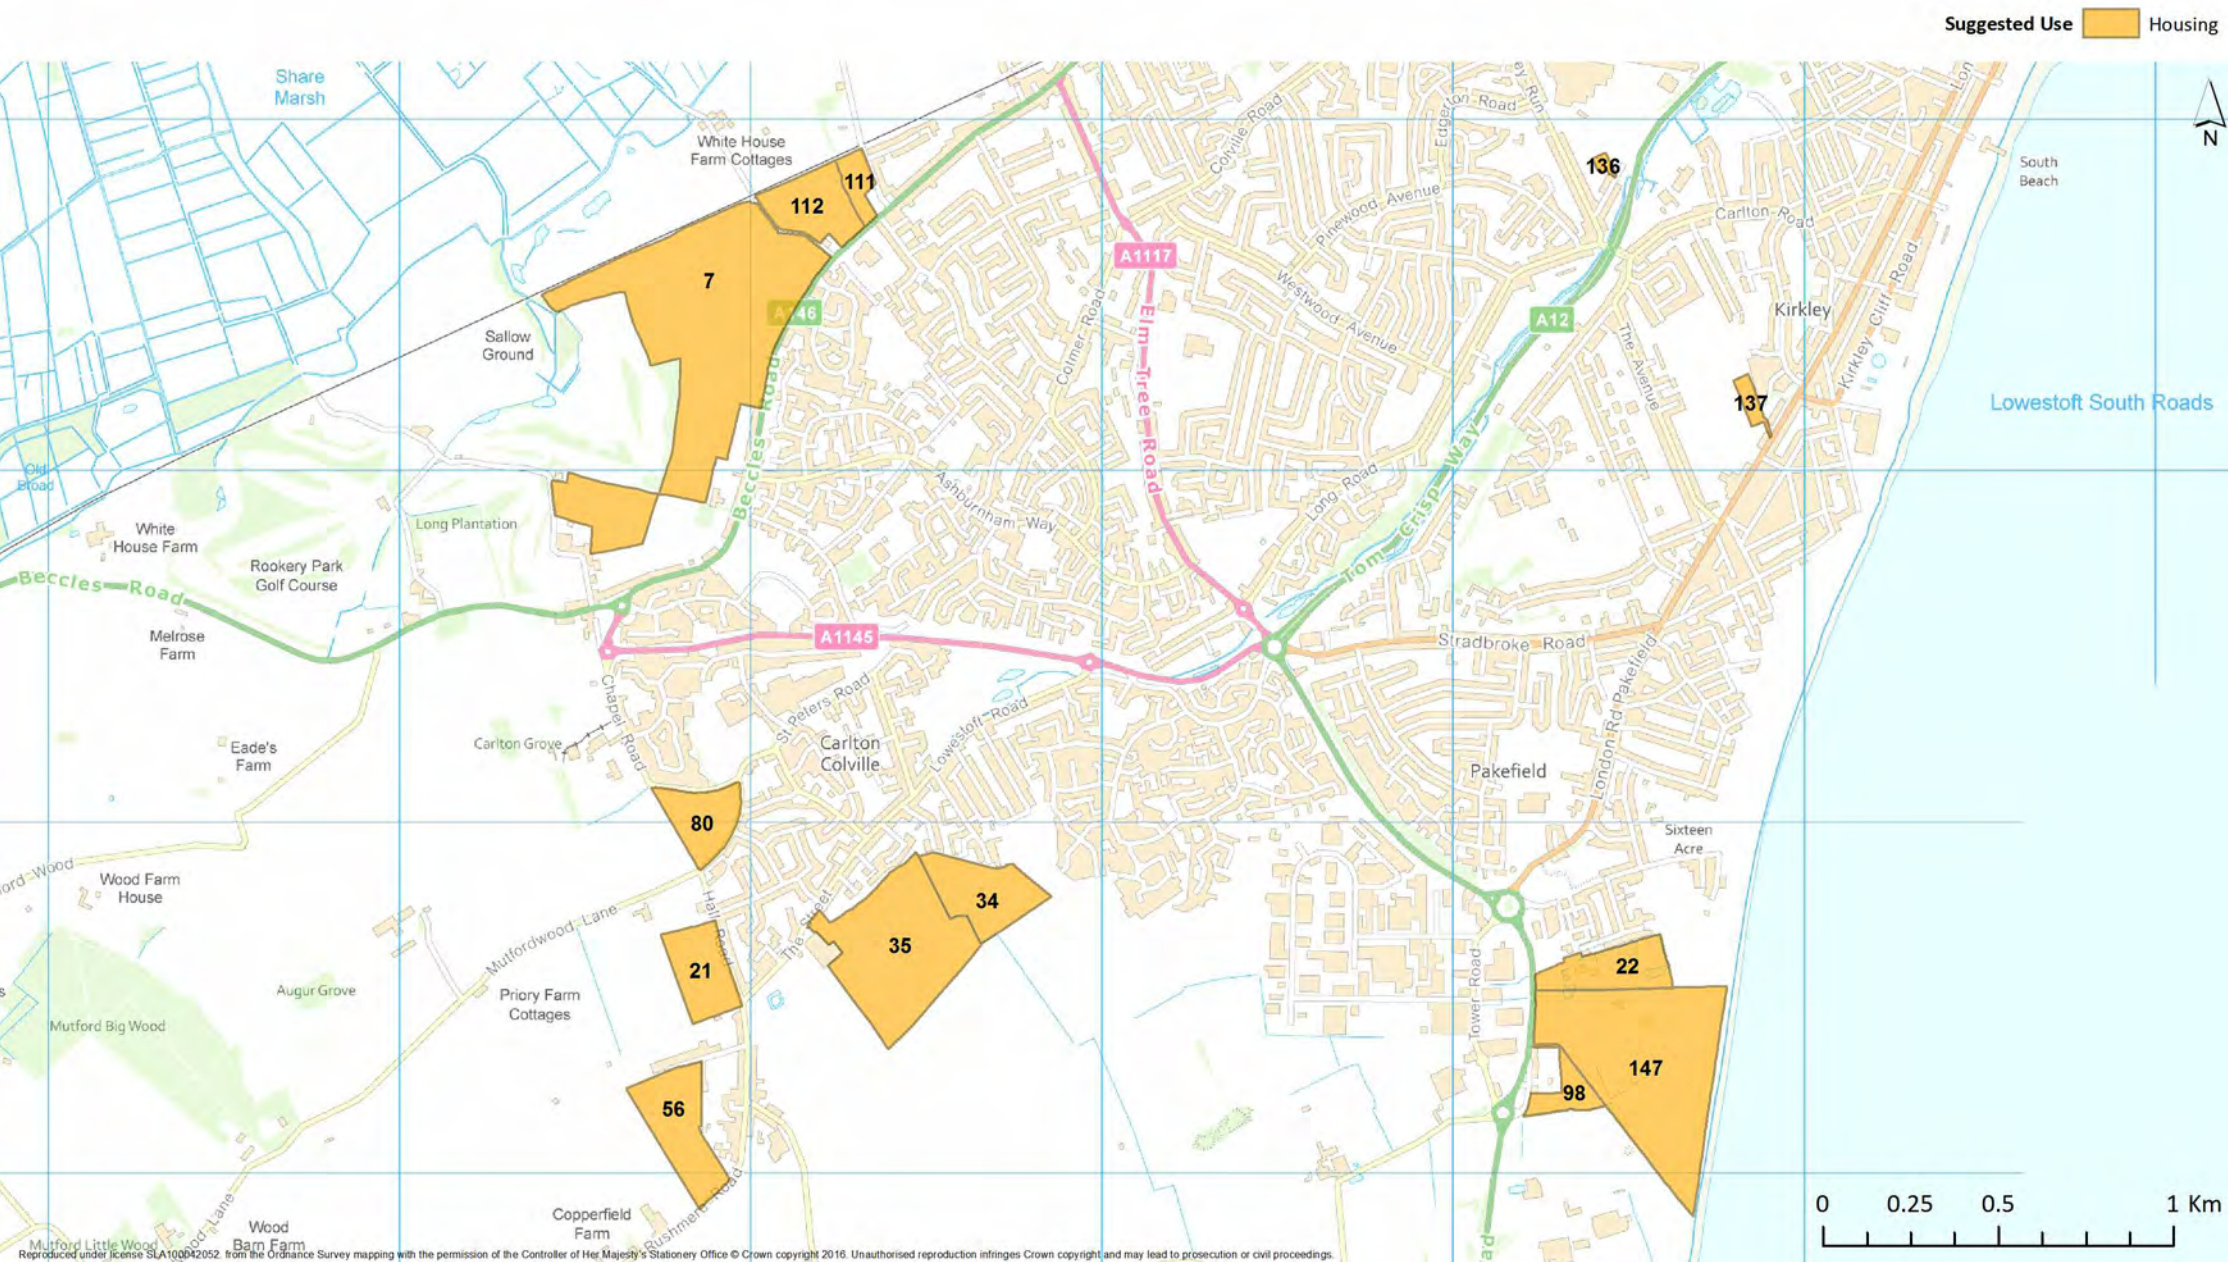 Suggested Use Housing
Share
Marsh
White House
Farm Cottages
111
112
7
A146
Sallow
Ground
Beccles Road
Old
Broad
White
House Farm
Long Plantation
Rookery Park
Golf Course
Beccles Road
Melrose
Farm
A1117
Elm Tree Road
Colville Road
Colmer Road
Pinewood Avenue
Edgerton Road
Westwood Avenue
Ashburnham Way
Long Road
136
A12
Tom Crisp Way
Carlton Road
The Avenue
Kirkley
Kirkley Cliff Road
137
South
Beach
N
Lowestoft South Roads
A1145
Stradbroke Road
London Rd Pakefield
Pakefield
Sixteen
Acre
Chapel Road
St Peters Road
Lowestoft Road
Carlton
Colville
Carlton Grove
Eade's
Farm
80
Wood Farm
House
Mutfordwood Lane
Hall Road
The Street
34
35
21
Augur Grove
Priory Farm
Cottages
Mutford Big Wood
56
Tower Road
22
147
98
Copperfield
Farm
Rushmere Road
Wood
Barn Farm
Mutford Little Wood
0 0.25 0.5 1 Km
Reproduced under license SLA100042052. from the Ordnance Survey mapping with the permission of the Controller of Her Majesty's Stationery Office © Crown copyright 2016. Unauthorised reproduction infringes Crown copyright and may lead to prosecution or civil proceedings.